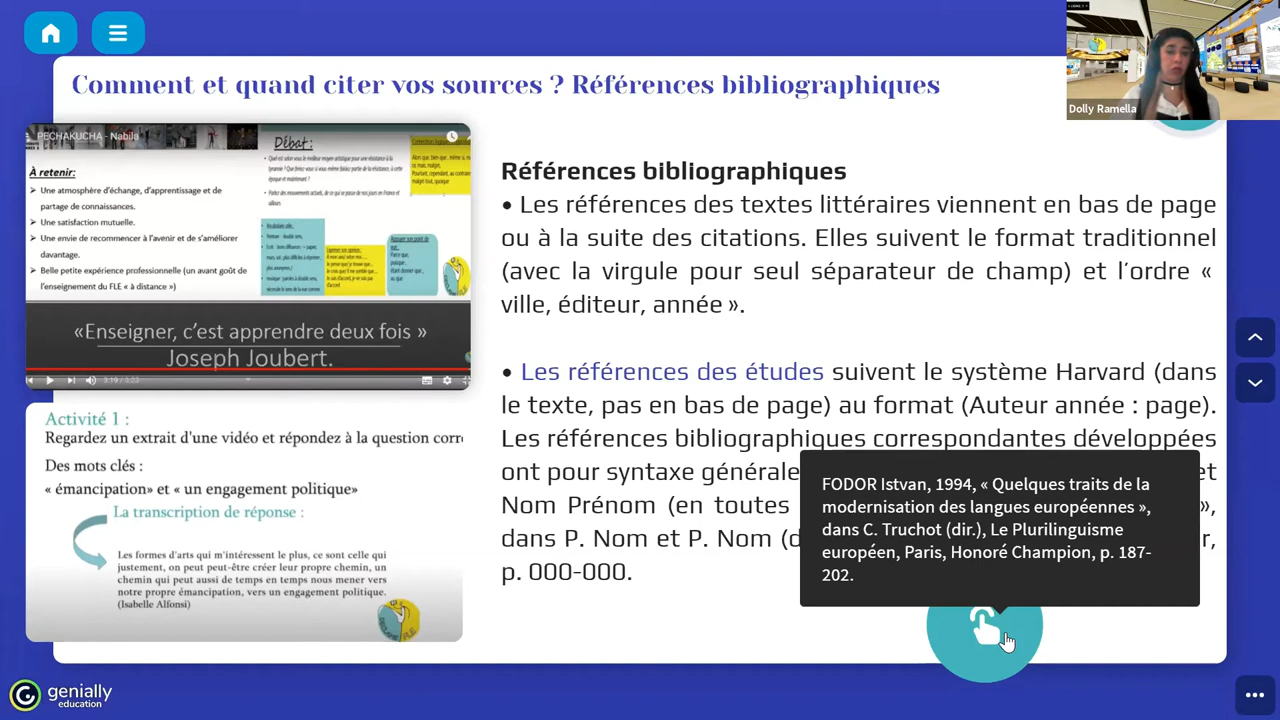 Comment et quand citer vos sources ? Références bibliographiques
Dolly Ramella
PECHAKUCHA - Nabila
À retenir:
Une atmosphère d'échange, d'apprentissage et de
partage de connaissances.
Une satisfaction mutuelle.
Une envie de recommencer à l'avenir et de s'améliorer
davantage.
Belle petite expérience professionnelle (un avant goût de
l'enseignement du FLE « à distance »)
Débat :
«Enseigner, c'est apprendre deux fois »
Joseph Joubert.
Activité 1 :
Regardez un extrait d'une vidéo et répondez à la question corre
Des mots clés :
« émancipation» et « un engagement politique»
La transcription de réponse :
Les formes d'arts qui m'intéressent le plus, ce sont celle qui
justement, on peut peut-être créer leur propre chemin, un
chemin qui peut aussi de temps en temps nous mener vers
notre propre émancipation, vers un engagement politique.
(Isabelle Alfonsi)
Références bibliographiques
• Les références des textes littéraires viennent en bas de page
ou à la suite des citations. Elles suivent le format traditionnel
(avec la virgule pour seul séparateur de champ) et l'ordre «
ville, éditeur, année ».
• Les références des études suivent le système Harvard (dans
le texte, pas en bas de page) au format (Auteur année : page).
Les références bibliographiques correspondantes développées
ont pour syntaxe générale et
Nom Prénom (en toutes »,
dans P. Nom et P. Nom (d r,
p. 000-000.
FODOR Istvan, 1994, « Quelques traits de la
modernisation des langues européennes »,
dans C. Truchot (dir.), Le Plurilinguisme
européen, Paris, Honoré Champion, p. 187-
202.
genially
education